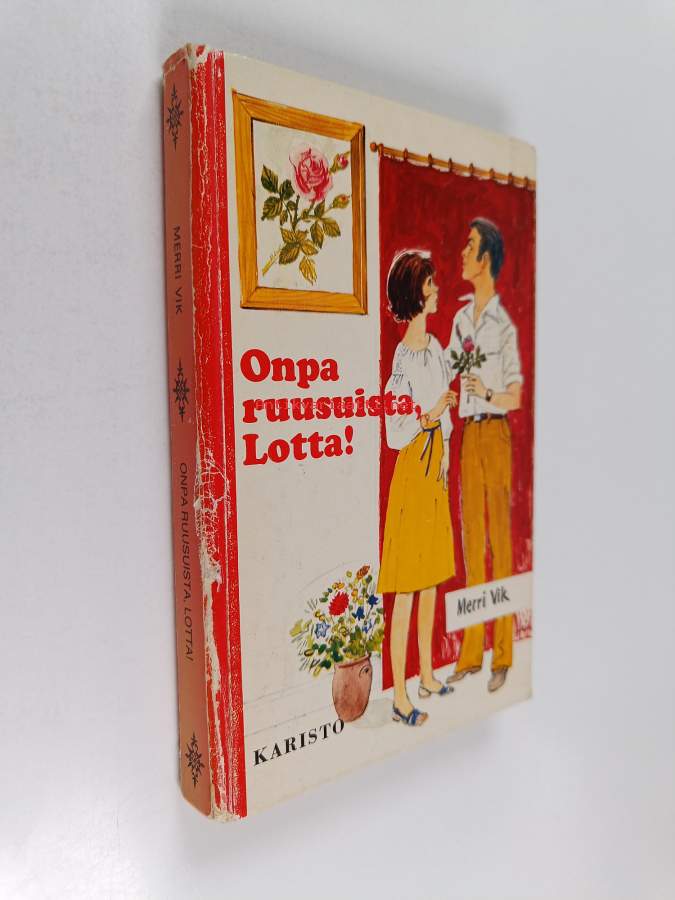 MERRI VIK
ONPA RUUSUISTA, LOTTA!
Onpa
ruusuista,
Lotta!
Merri Vik
KARISTO